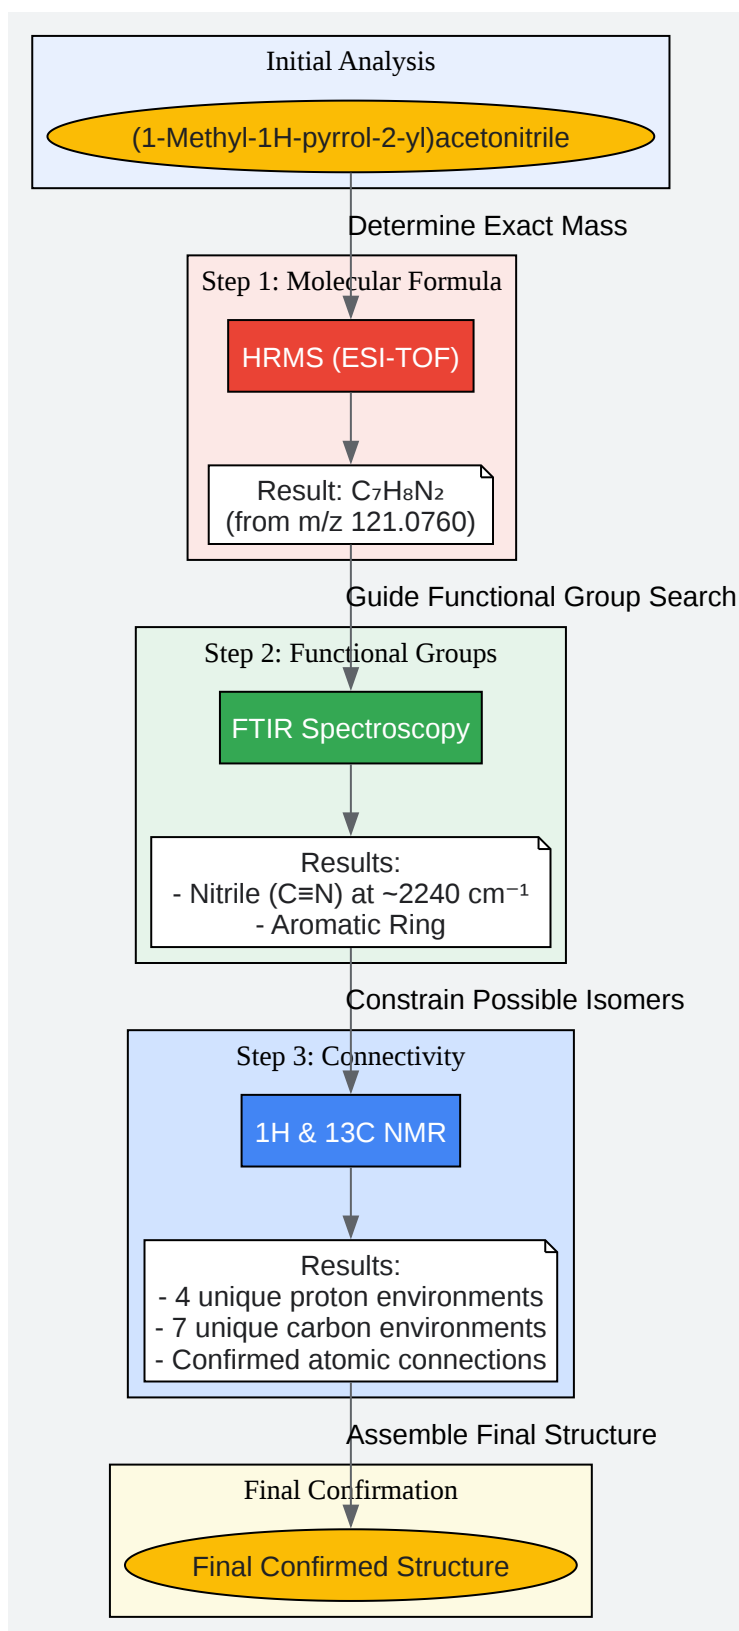 Initial Analysis
(1-Methyl-1H-pyrrol-2-yl)acetonitrile
Determine Exact Mass
Step 1: Molecular Formula
HRMS (ESI-TOF)
Result: C₇H₈N₂
(from m/z 121.0760)
Guide Functional Group Search
Step 2: Functional Groups
FTIR Spectroscopy
Results:
- Nitrile (C≡N) at ~2240 cm⁻¹
- Aromatic Ring
Constrain Possible Isomers
Step 3: Connectivity
1H & 13C NMR
Results:
- 4 unique proton environments
- 7 unique carbon environments
- Confirmed atomic connections
Assemble Final Structure
Final Confirmation
Final Confirmed Structure